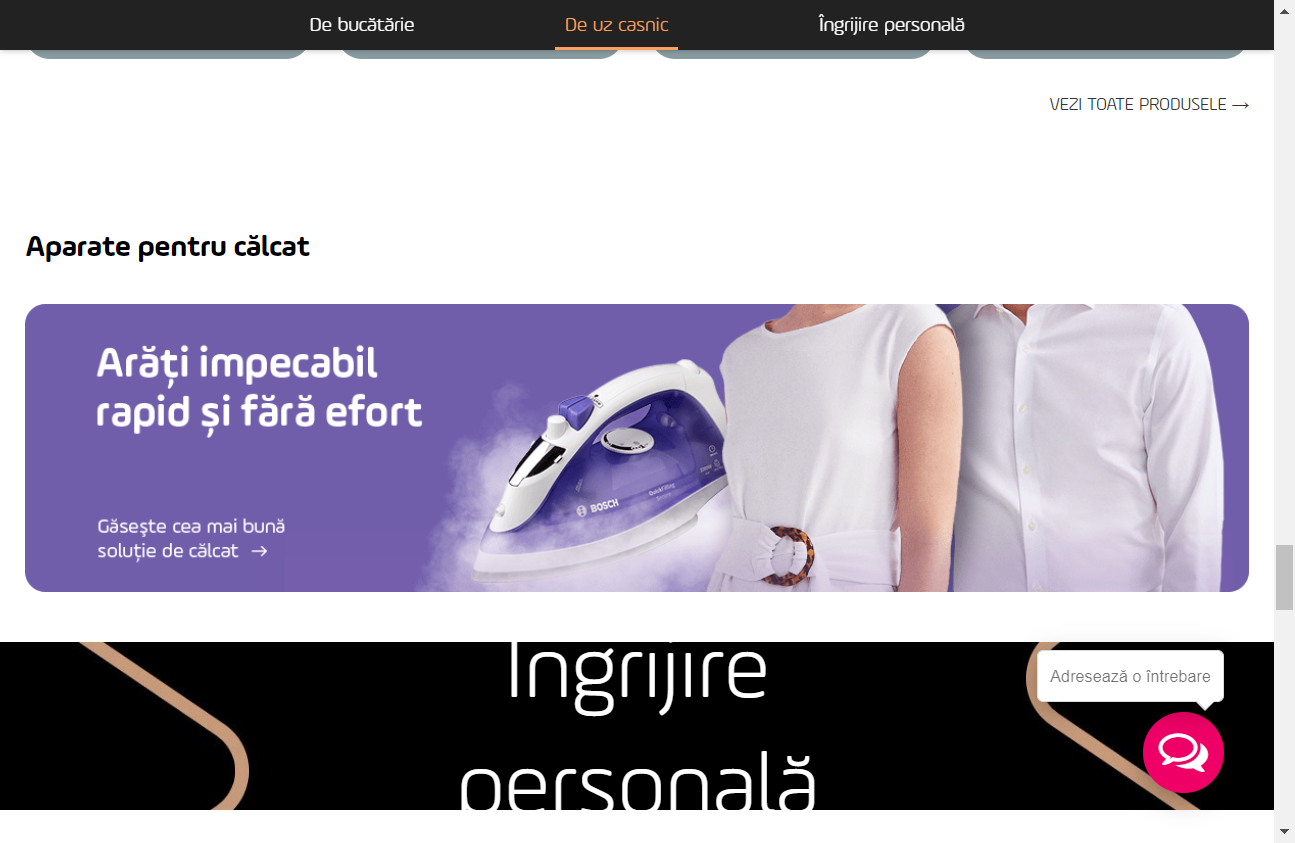 De bucătărie
De uz casnic
Îngrijire personală
VEZI TOATE PRODUSELE →
Aparate pentru călcat
Arăți impecabil
rapid și fără efort
BOSCH
Găsește cea mai bună
soluție de călcat →
Îngrijire
personală
Adresează o întrebare